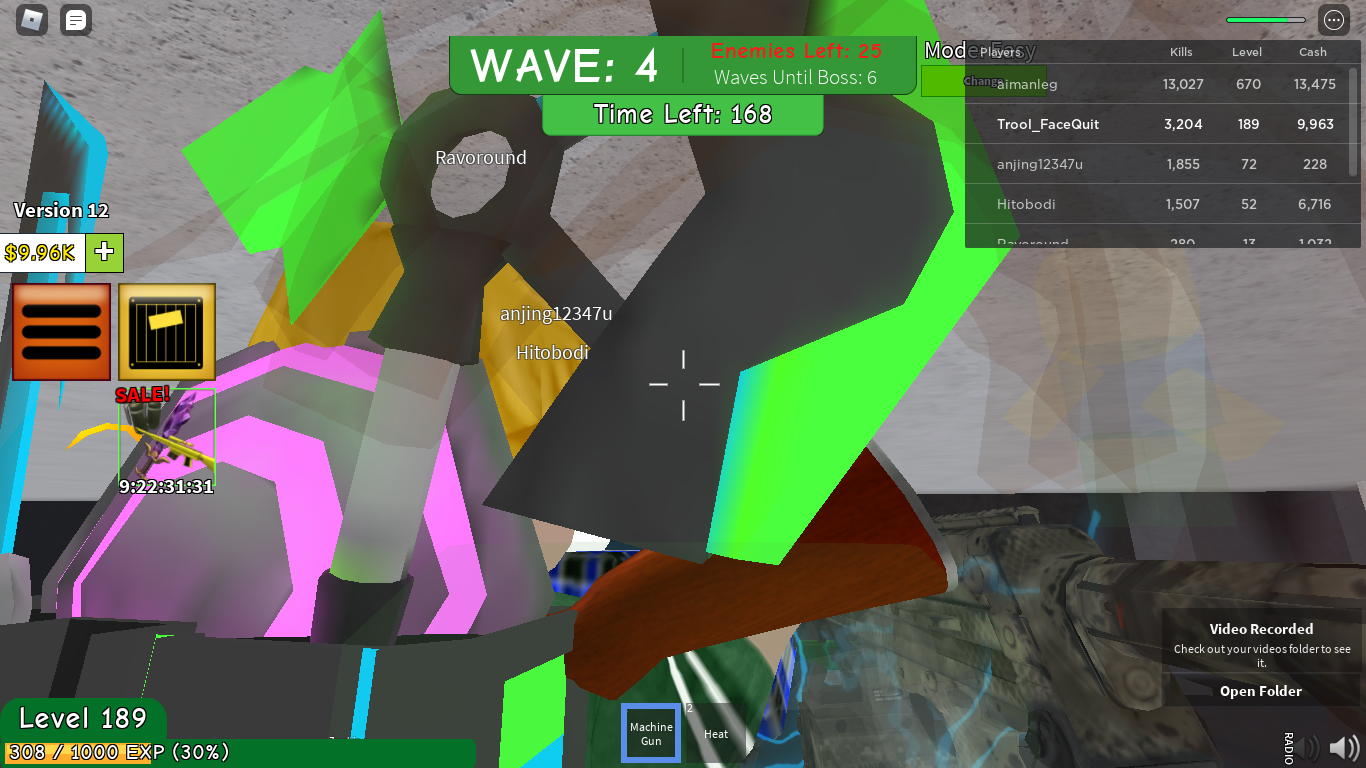 WAVE: 4
Enemies Left: 25
Waves Until Boss: 6
Time Left: 168
Mode: Easy
Change
Players Kills Level Cash
aimanleg 13,027 670 13,475
Trool_FaceQuit 3,204 189 9,963
anjing12347u 1,855 72 228
Hitobodi 1,507 52 6,716
Ravoround 280 13 1,032
Ravoround
anjing12347u
Hitobodi
Version 12
$9.96K +
SALE!
9:22:31:31
Video Recorded
Check out your videos folder to see
it.
Open Folder
Level 189
308 / 1000 EXP (30%)
Machine
Gun
2
Heat
RADIO